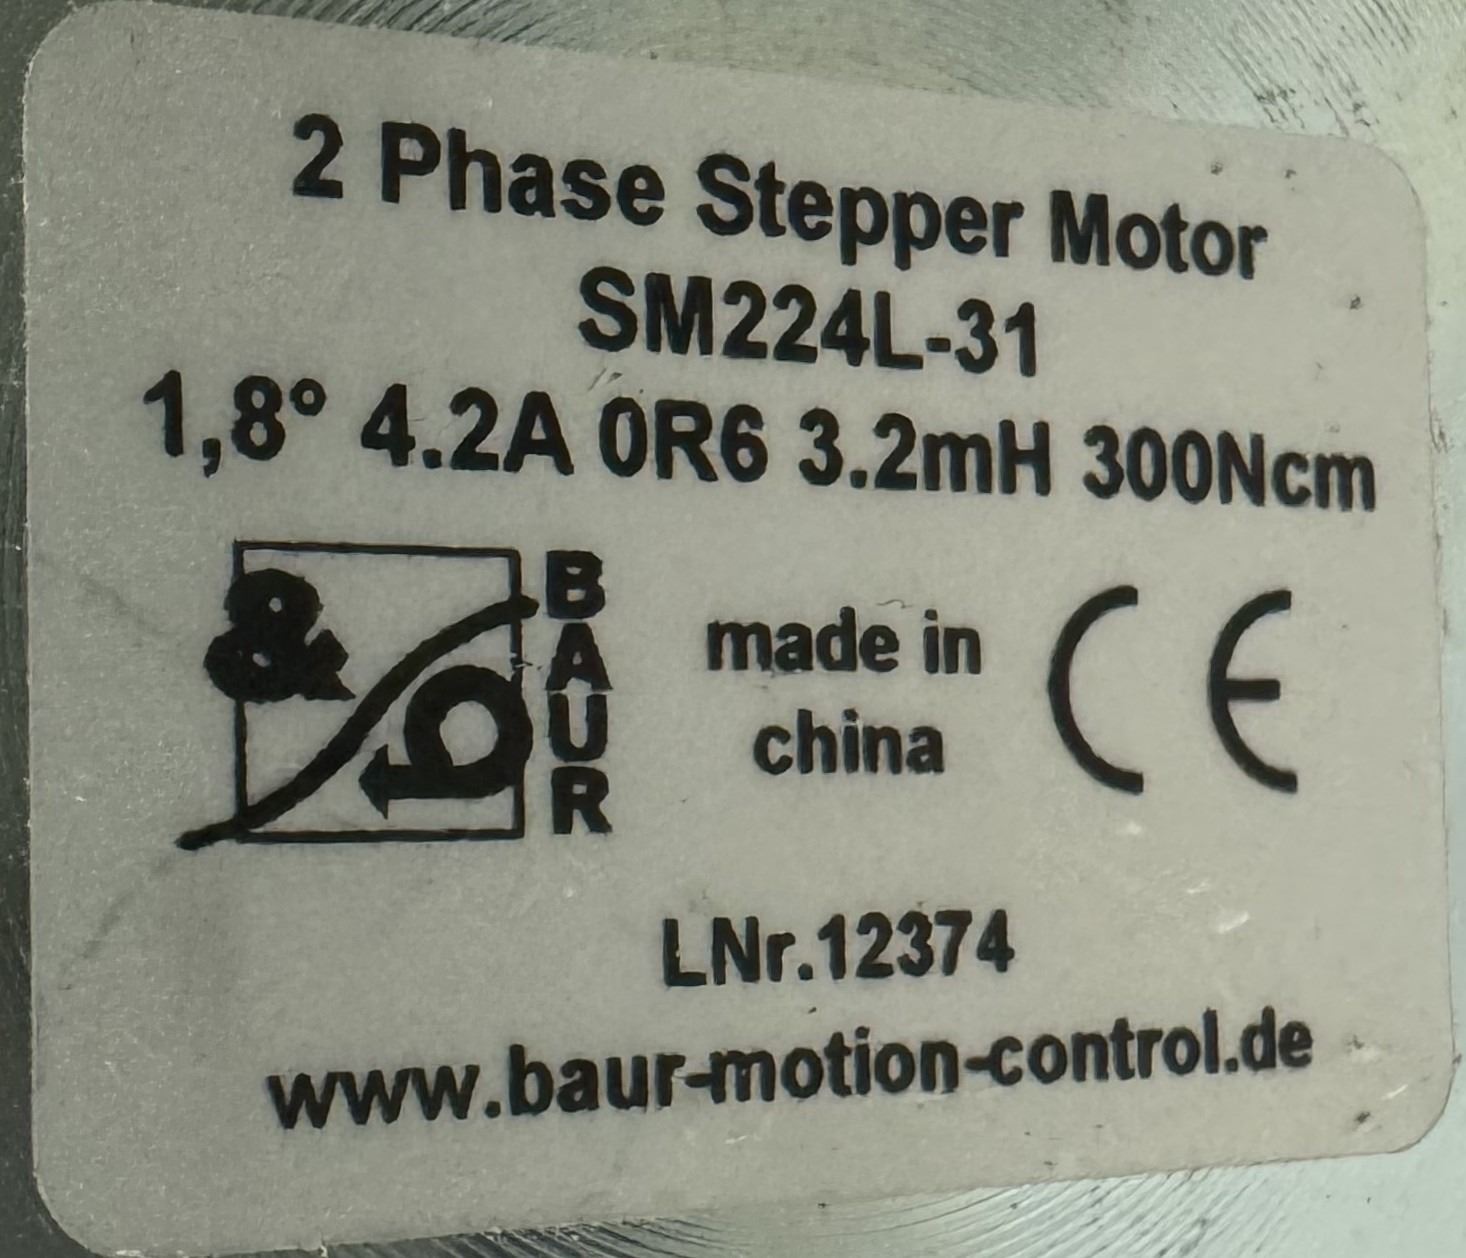 2 Phase Stepper Motor
SM224L-31
1,8° 4.2A 0R6 3.2mH 300Ncm
&
b
BAUR
made in
china
CE
LNr.12374
www.baur-motion-control.de